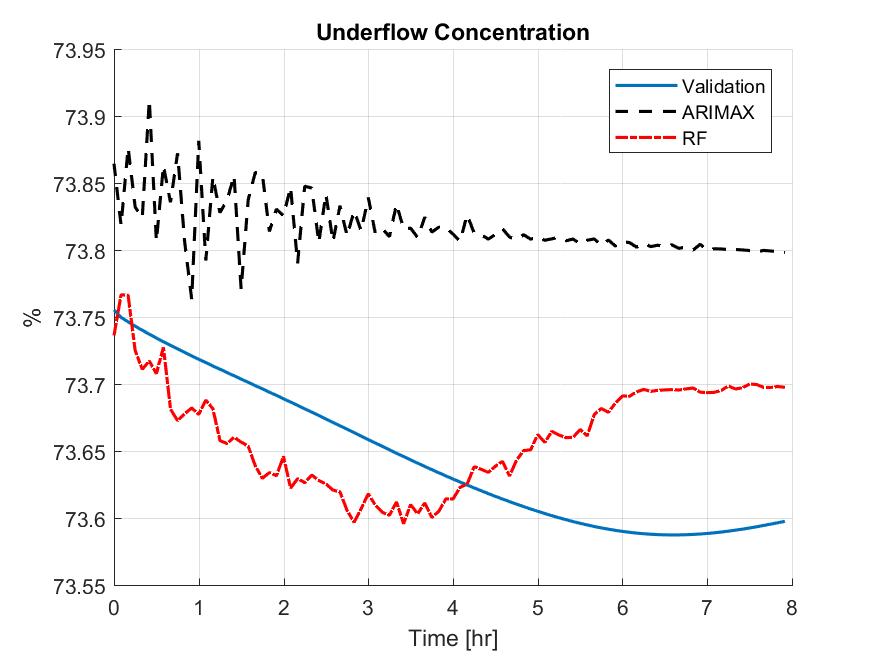 Underflow Concentration
73.95
73.9
73.85
73.8
73.75
73.7
73.65
73.6
73.55
%
Validation
ARIMAX
RF
0 1 2 3 4 5 6 7 8
Time [hr]